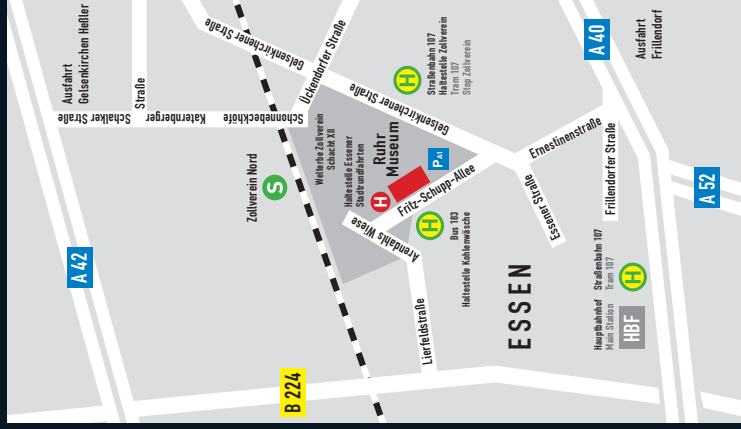 Ausfahrt
Gelsenkirchen Heßler
Straße
Schalker Straße
Katernberger
Schonnebeckhöfe
Gelsenkirchener Straße
Ückendorfer Straße
Straßenbahn 107
Haltestelle Zollverein
Tram 107
Stop Zollverein
H
A 40
Ausfahrt
Frillendorf
Zollverein Nord
S
Welterbe Zollverein
Schacht XII
Haltestelle Essener
Stadtrundfahrten
H
Ruhr
Museum
P A1
Gelsenkirchener Straße
Fritz-Schupp-Allee
Ernestinenstraße
Essener Straße
Frillendorfer Straße
A 52
A 42
Arendahls Wiese
H
Bus 183
Haltestelle Kohlenwäsche
Lierfeldstraße
ESSEN
Hauptbahnhof
Main Station
HBF
Straßenbahn 107
Tram 107
H
B 224